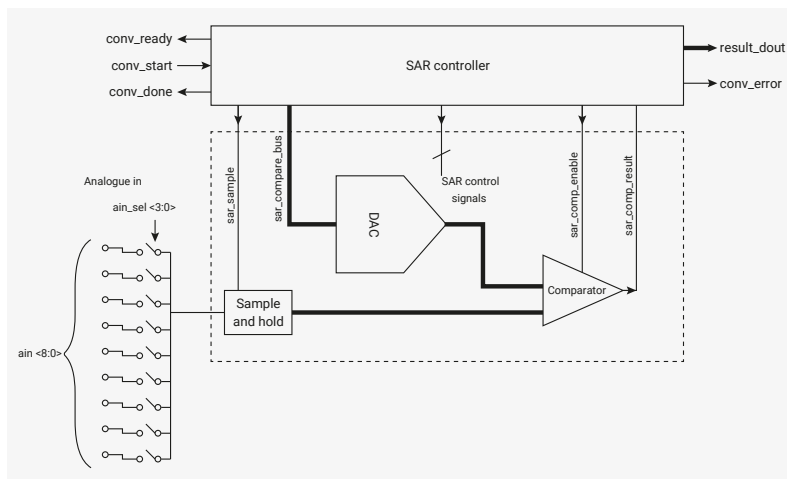 conv_ready
conv_start
conv_done
SAR controller
result_dout
conv_error
sar_sample
sar_compare_bus
SAR control
signals
sar_comp_enable
sar_comp_result
Analogue in
ain_sel <3:0>
DAC
Sample
and hold
Comparator
ain <8:0>